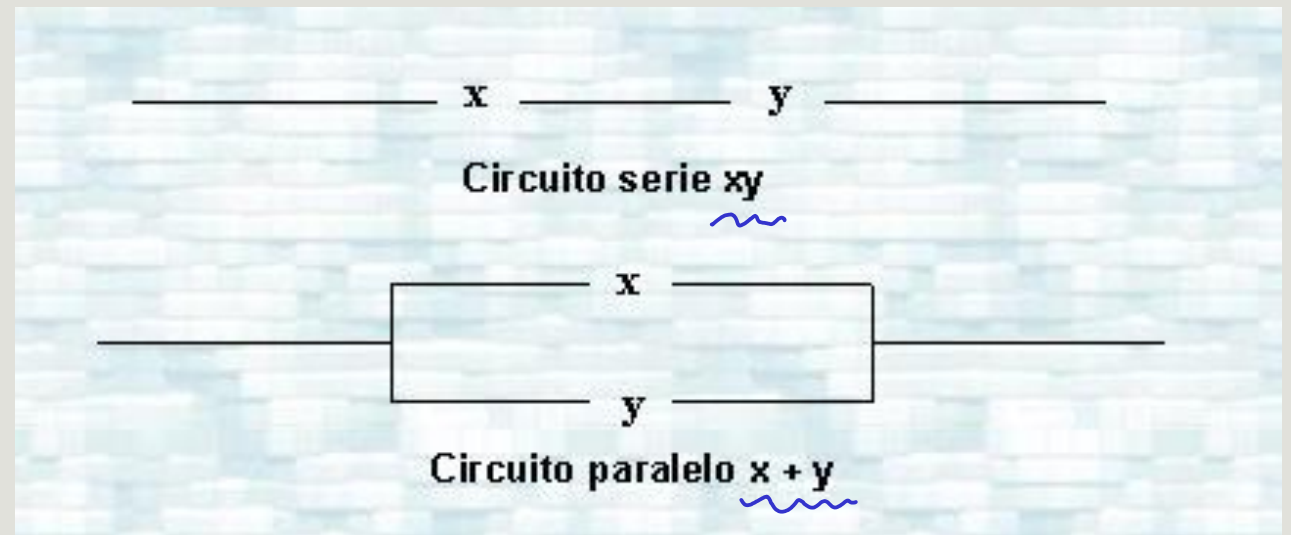 x y
Circuito serie xy
x
y
Circuito paralelo x + y